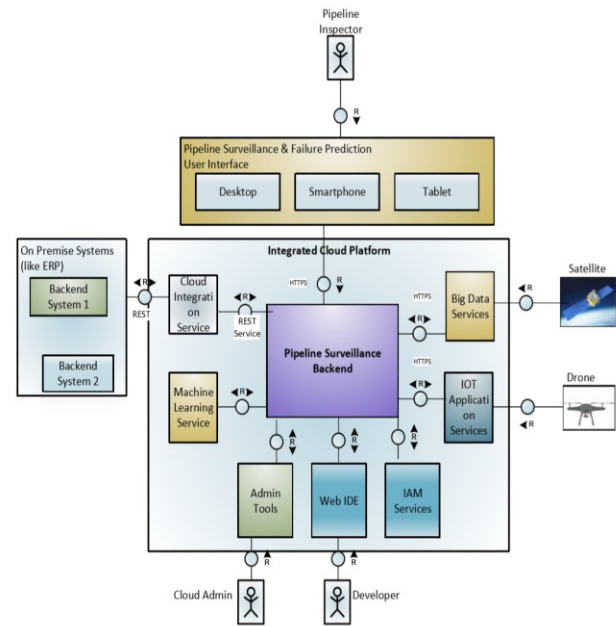 Pipeline
Inspector
R
Pipeline Surveillance & Failure Prediction
User Interface
Desktop
Smartphone
Tablet
On Premise Systems
(like ERP)
Backend
System 1
Backend
System 2
R
REST
Integrated Cloud Platform
Cloud
Integrati
on
Service
R
REST
Service
HTTPS
R
HTTPS
R
Big Data
Services
R
Satellite
Pipeline Surveillance
Backend
HTTPS
R
IOT
Applicati
on
Services
R
Drone
Machine
Learning
Service
R
R
R
R
Admin
Tools
Web IDE
IAM
Services
R
R
Cloud Admin
Developer